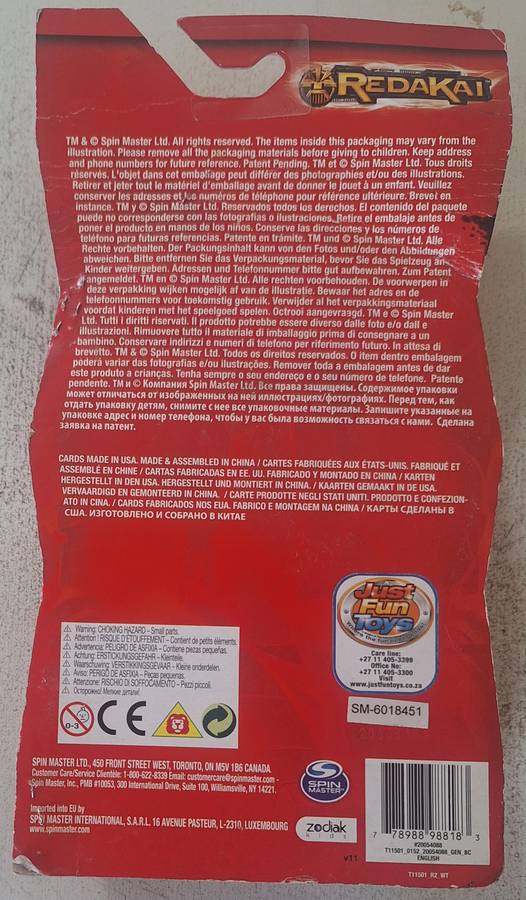 REDAKAI
TM & © Spin Master Ltd. All rights reserved. The items inside this packaging may vary from the
illustration. Please remove all the packaging materials before giving to children. Keep address
and phone numbers for future reference. Patent Pending. TM et © Spin Master Ltd. Tous droits
réservés. L'objet dans cet emballage peut différer des photographies et/ou des illustrations.
Retirer et jeter tout le matériel d'emballage avant de donner le jouet à un enfant. Veuillez
conserver les adresses et les numéros de téléphone pour référence ultérieure. Brevet en
instance. TM y © Spin Master Ltd. Reservados todos los derechos. El contenido del paquete
puede no corresponderse con las fotografias o ilustraciones. Retire el embalaje antes de
poner el producto en manos de los niños. Conserve las direcciones y los números de
teléfono para futuras referencias. Patente en trámite. TM und © Spin Master Ltd. Alle
Rechte vorbehalten. Der Packungsinhalt kann von den Fotos und/oder den Abbildungen
abweichen. Bitte entfernen Sie das Verpackungsmaterial, bevor Sie das Spielzeug an
Kinder weitergeben. Adressen und Telefonnummer bitte gut aufbewahren. Zum Patent
angemeldet. TM en © Spin Master Ltd. Alle rechten voorbehouden. De voorwerpen in
deze verpakking wijken mogelijk af van de illustratie. Bewaar het adres en de
telefoonnummers voor toekomstig gebruik. Verwijder al het verpakkingsmateriaal
voordat kinderen met het speelgoed spelen. Octrooi aangevraagd. TM e © Spin Master
Ltd. Tutti i diritti riservati. Il prodotto potrebbe essere diverso dalle foto e/o dall e
illustrazioni. Rimuovere tutto il materiale di imballaggio prima di consegnare a un
bambino. Conservare indirizzi e numeri di telefono per riferimento futuro. In attesa di
brevetto. TM & © Spin Master Ltd. Todos os direitos reservados. O item dentro embalagem
poderá variar das fotografias e/ou ilustrações. Remover toda a embalagem antes de dar
este produto a crianças. Tenha sempre o seu endereço e o seu número de telefone. Patente
pendente. TM и © Компания Spin Master Ltd. Все права защищены. Содержимое упаковки
может отличаться от изображенных на ней иллюстрациях/фотографиях. Перед тем, как
отдать упаковку детям, снимите с нее все упаковочные материалы. Запишите указанные на
упаковке адрес и номер телефона, чтобы у вас была возможность связаться с нами. Сделана
заявка на патент.
CARDS MADE IN USA. MADE & ASSEMBLED IN CHINA / CARTES FABRIQUÉES AUX ÉTATS-UNIS. FABRIQUÉ ET
ASSEMBLÉ EN CHINE / CARTAS FABRICADAS EN EE. UU. FABRICADO Y MONTADO EN CHINA / KARTEN
HERGESTELLT IN DEN USA. HERGESTELLT UND MONTIERT IN CHINA. / KAARTEN GEMAAKT IN DE USA.
VERVAARDIGD EN GEMONTEERD IN CHINA. / CARTE PRODOTTE NEGLI STATI UNITI. PRODOTTO E CONFEZION-
ATO IN CINA. / CARDS FABRICADOS NOS EUA. FABRICO E MONTAGEM NA CHINA / КАРТЫ СДЕЛАНЫ В
США. ИЗГОТОВЛЕНО И СОБРАНО В КИТАЕ
Just
Fun
Toys
Care line:
+27 11 405-3399
Office No:
+27 11 405-3300
Visit
www.justfuntoys.co.za
SM-6018451
Warning: CHOKING HAZARD – Small parts.
Attention! RISQUE D'ÉTOUFFEMENT – Contient de petits éléments.
Advertencia: PELIGRO DE ASFIXIA – Contiene piezas pequeñas.
Achtung: ERSTICKUNGSGEFAHR – Kleinteile.
Waarschuwing: VERSTIKKINGSGEVAAR – Kleine onderdelen.
Aviso: PERIGO DE ASFIXIA – Peças pequenas.
Attenzione: RISCHIO DI SOFFOCAMENTO – Pezzi piccoli.
Осторожно! Мелкие детали!
0-3
CE
SPIN MASTER LTD., 450 FRONT STREET WEST, TORONTO, ON M5V 1B6 CANADA.
Customer Care/Service Clientèle: 1-800-622-8339 Email: customercare@spinmaster.com -
Spin Master, Inc., PMB #10053, 300 International Drive, Suite 100, Williamsville, NY 14221.
Imported into EU by
SPIN MASTER INTERNATIONAL, S.A.R.L. 16 AVENUE PASTEUR, L-2310, LUXEMBOURG
www.spinmaster.com
SPIN
MASTER
zodiak
kids
v11
7 78988 98818 3
#20054088
T11501_0152_20054088_GEN_BC
ENGLISH
T11501_R2_WT